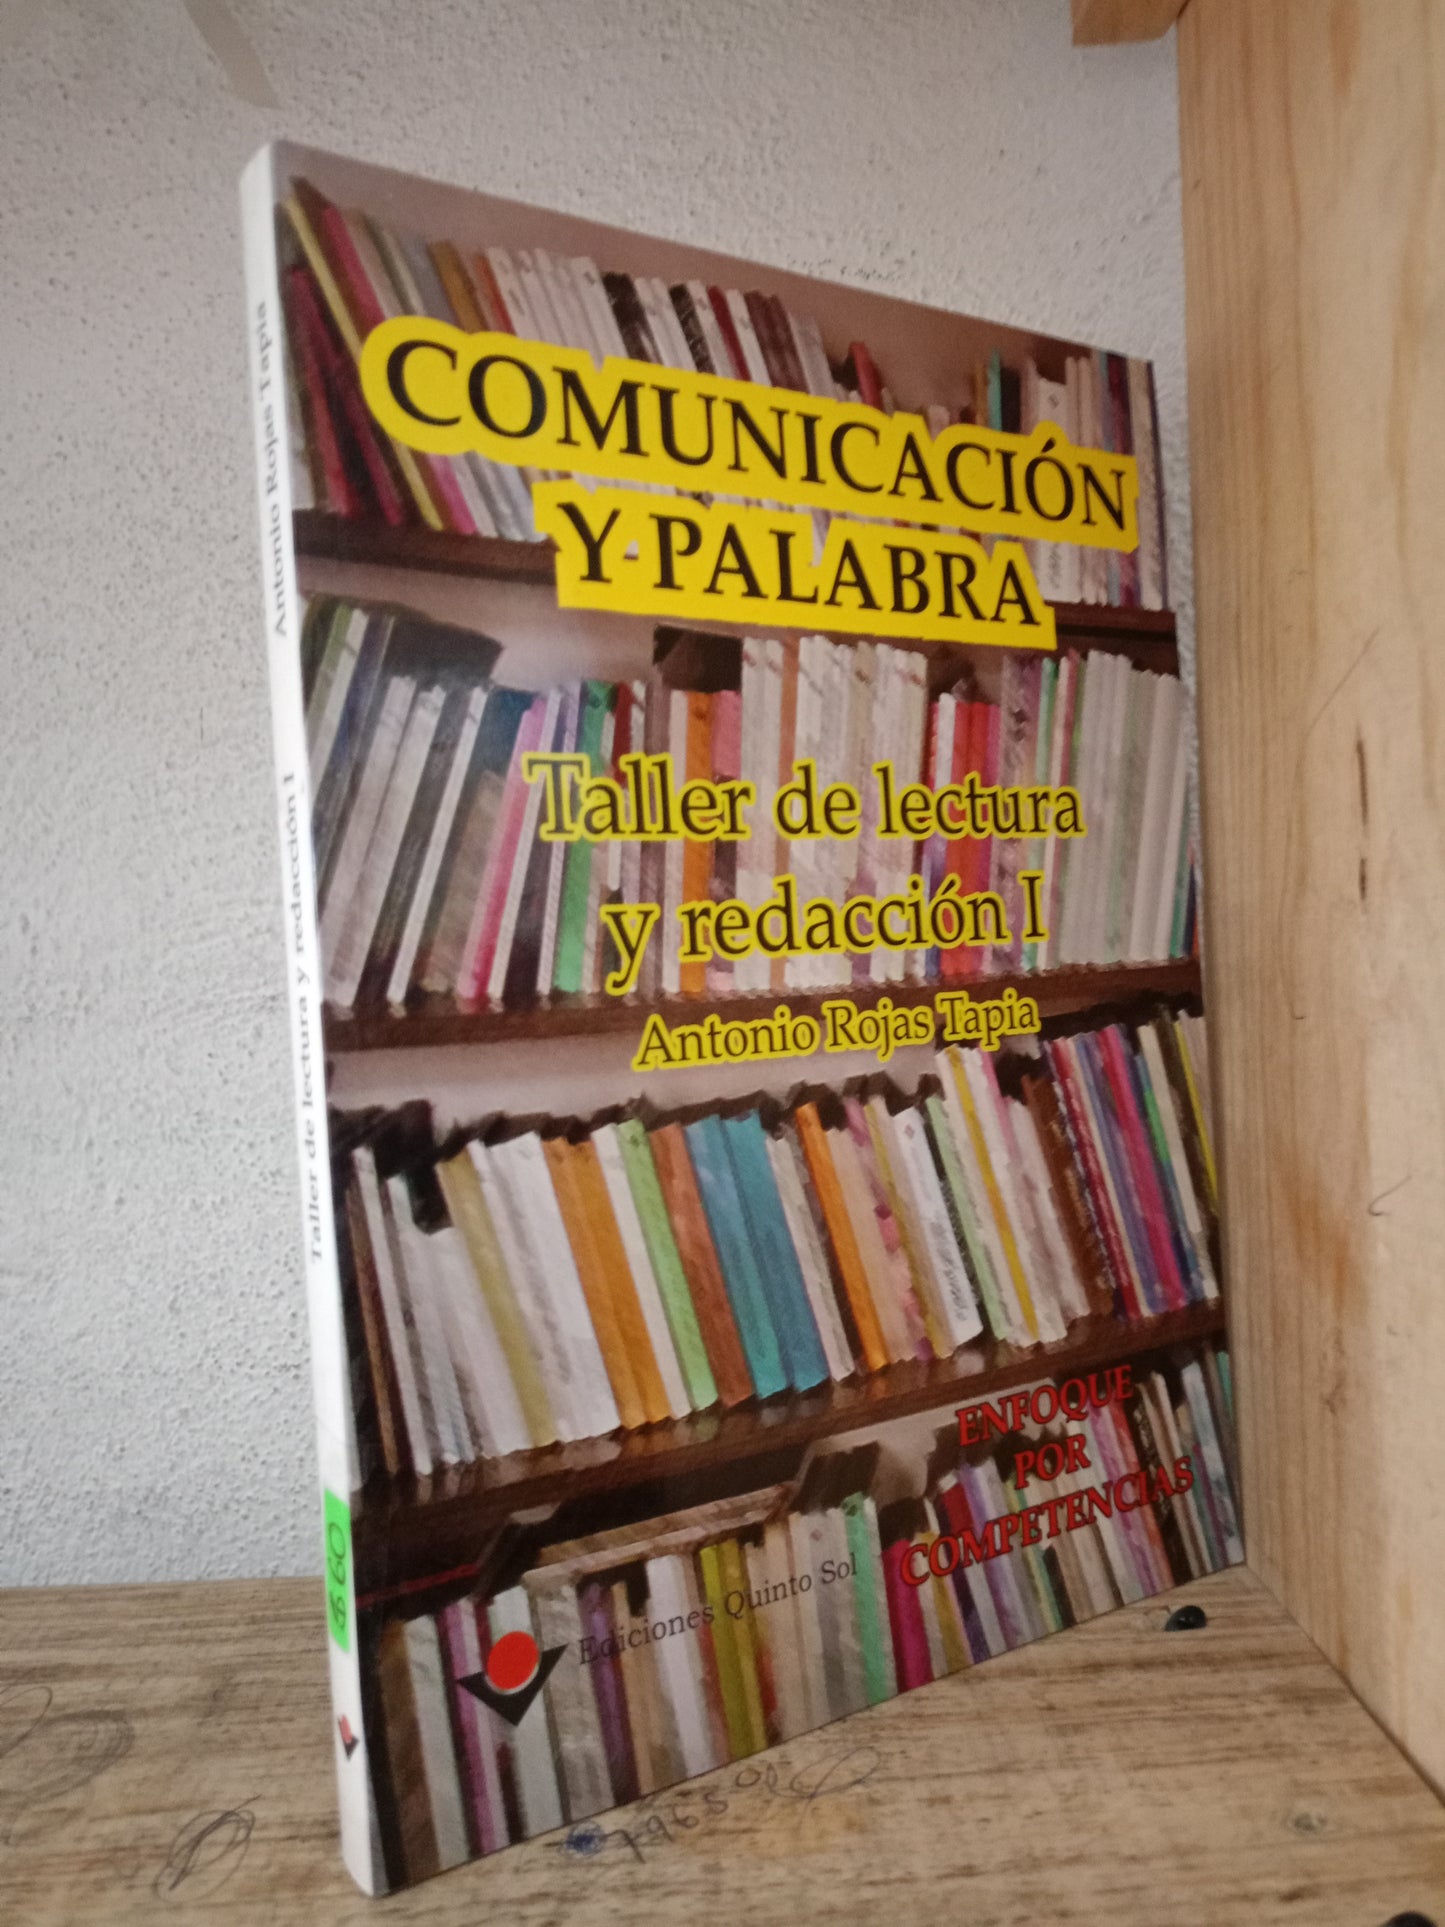 COMUNICACIÓN
Y PALABRA
Taller de lectura
y redacción I
Antonio Rojas Tapia
ENFOQUE
POR
COMPETENCIAS
Ediciones Quinto Sol
Antonio Rojas Tapia
Taller de lectura y redacción I
$ 60